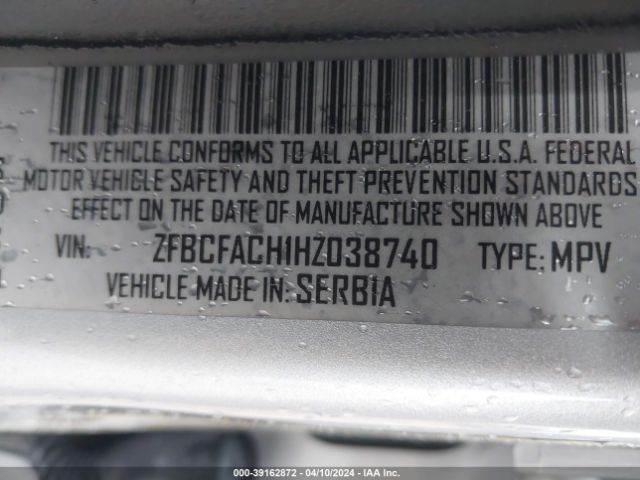 THIS VEHICLE CONFORMS TO ALL APPLICABLE U.S.A. FEDERAL
MOTOR VEHICLE SAFETY AND THEFT PREVENTION STANDARDS
EFFECT ON THE DATE OF MANUFACTURE SHOWN ABOVE.
VIN: ZFBCFACH1HZ038740 TYPE: MPV
VEHICLE MADE IN: SERBIA
000-39162872 - 04/10/2024 - IAA Inc.